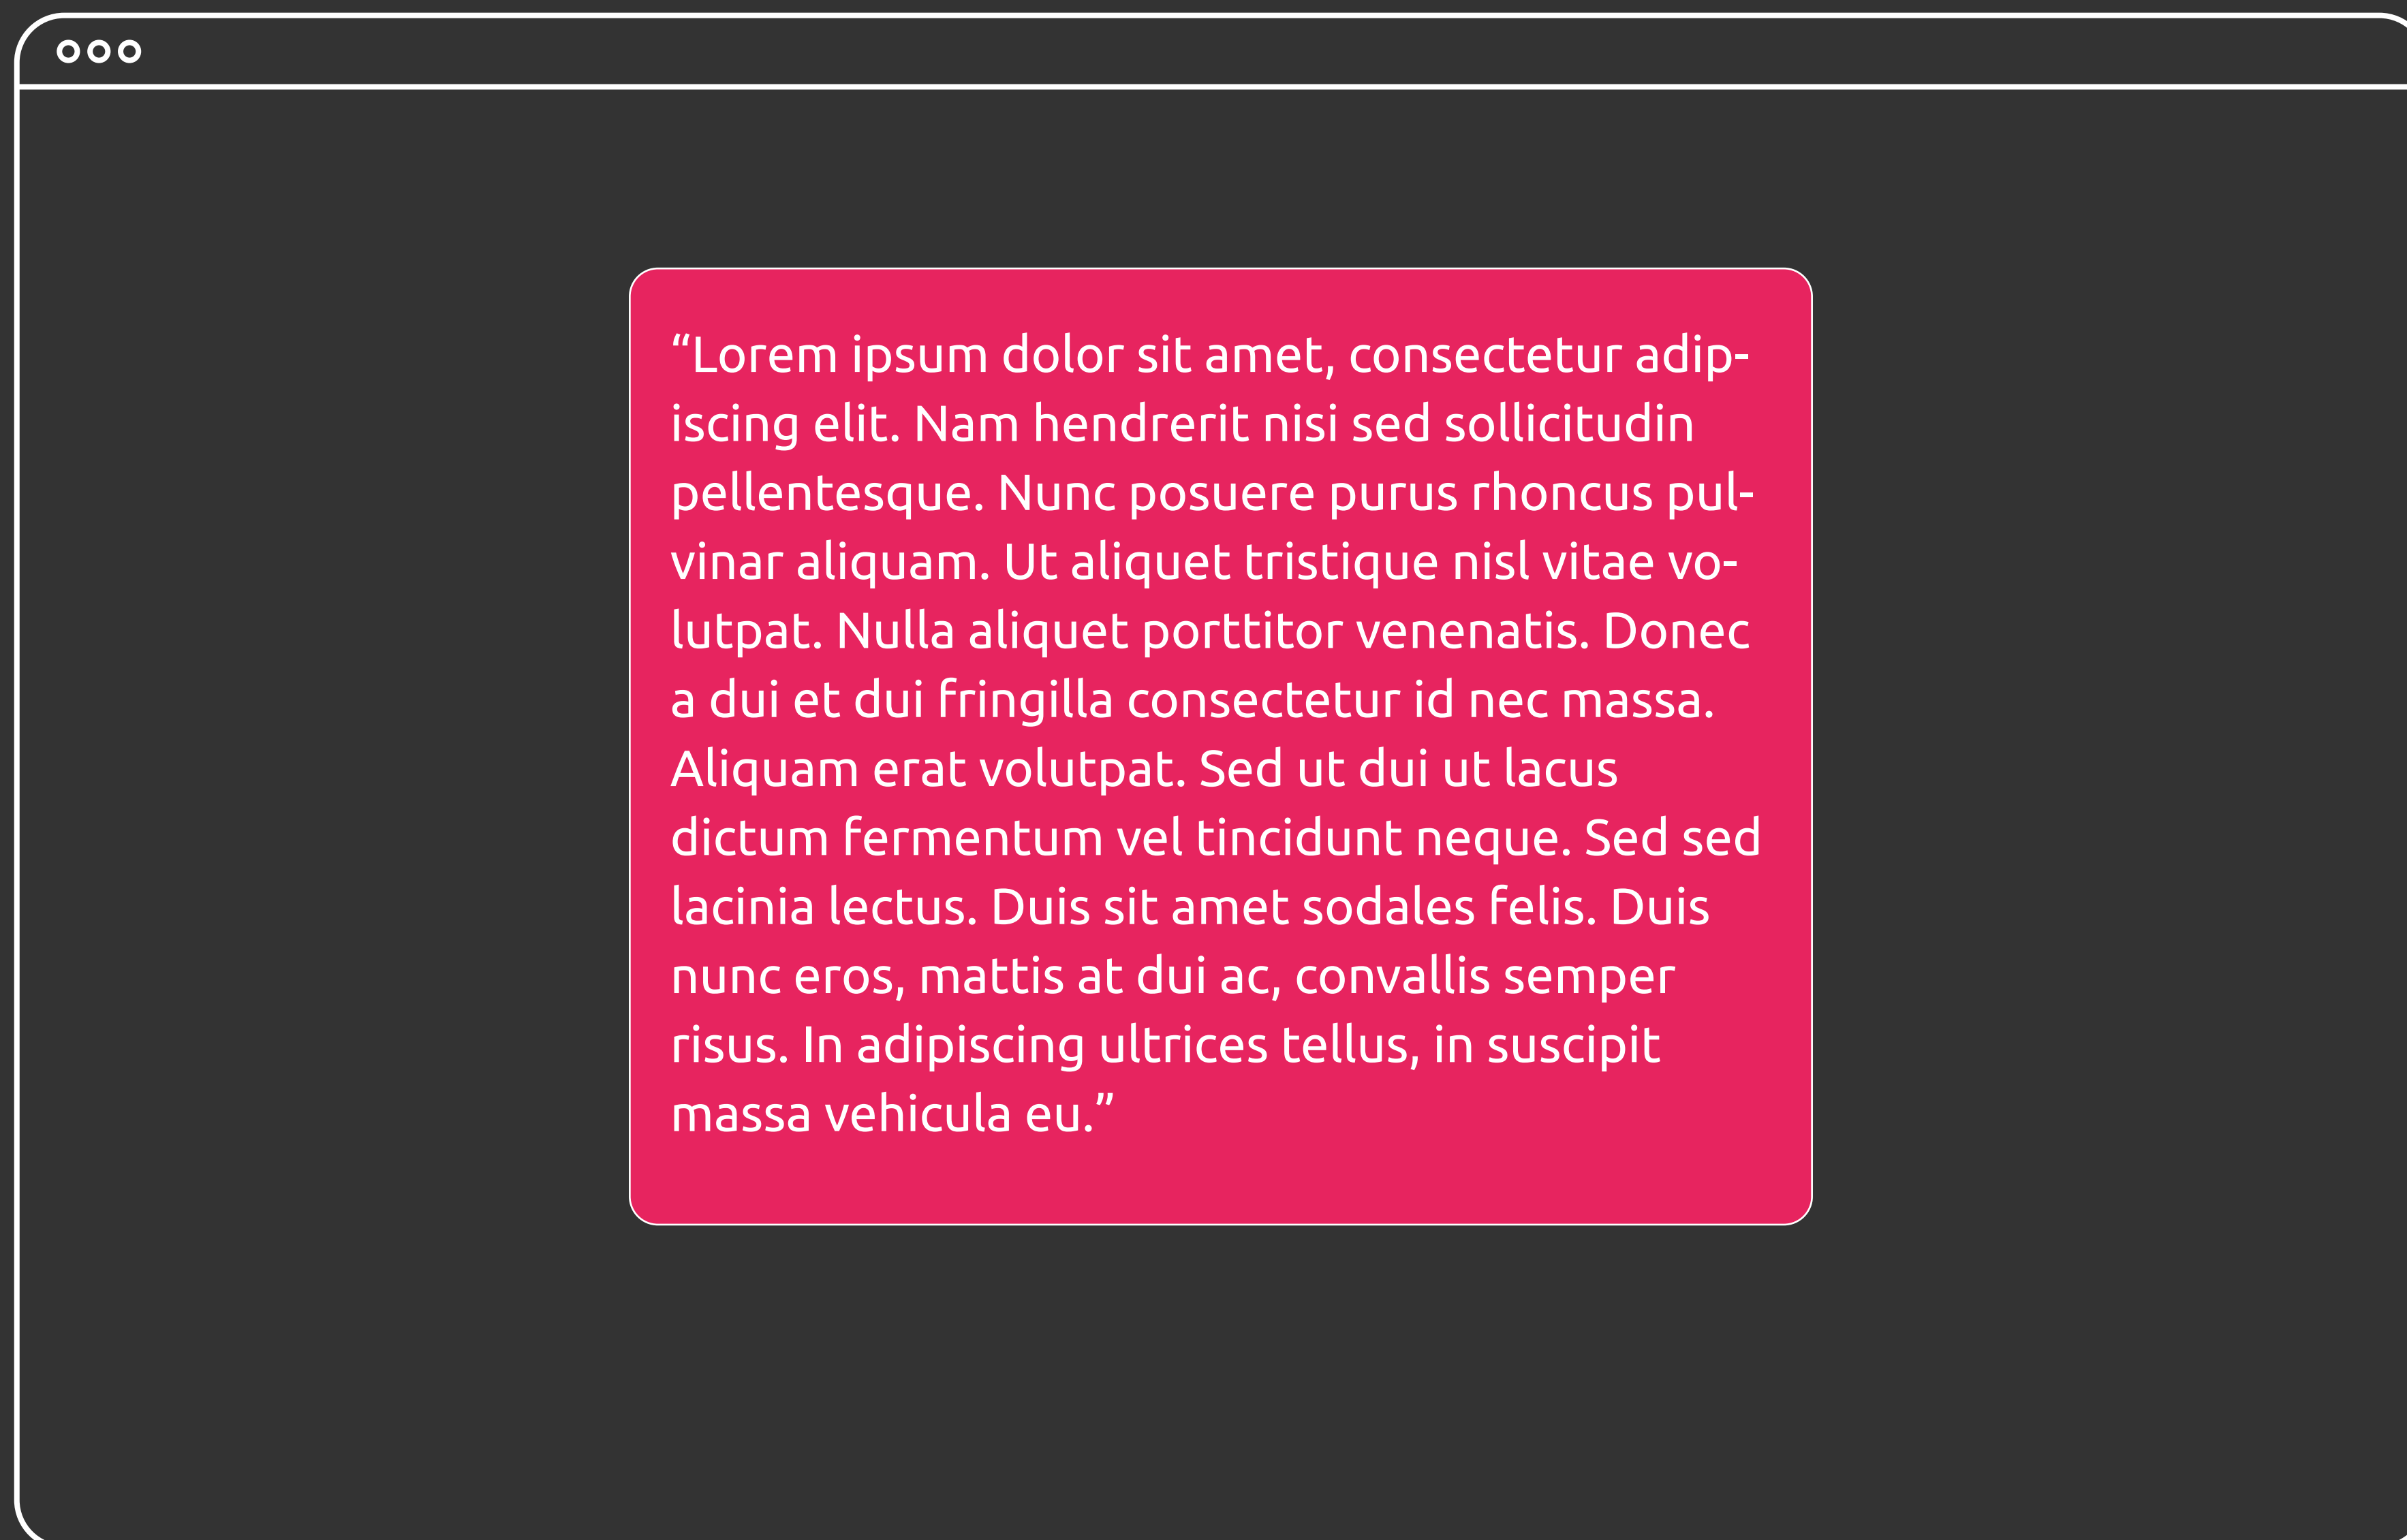 “Lorem ipsum dolor sit amet, consectetur adip-
iscing elit. Nam hendrerit nisi sed sollicitudin
pellentesque. Nunc posuere purus rhoncus pul-
vinar aliquam. Ut aliquet tristique nisl vitae vo-
lutpat. Nulla aliquet porttitor venenatis. Donec
a dui et dui fringilla consectetur id nec massa.
Aliquam erat volutpat. Sed ut dui ut lacus
dictum fermentum vel tincidunt neque. Sed sed
lacinia lectus. Duis sit amet sodales felis. Duis
nunc eros, mattis at dui ac, convallis semper
risus. In adipiscing ultrices tellus, in suscipit
massa vehicula eu.”